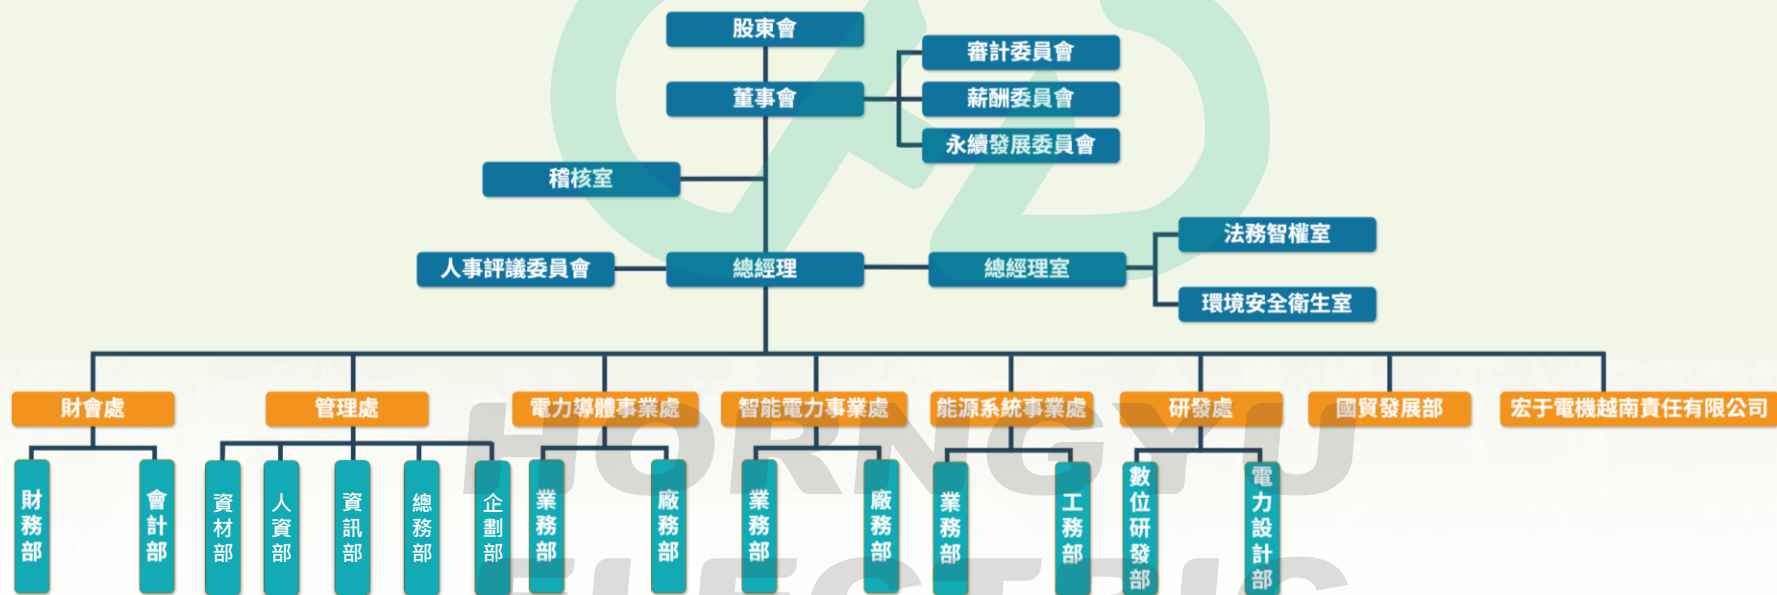 股東會
審計委員會
董事會
薪酬委員會
永續發展委員會
稽核室
法務智權室
人事評議委員會
總經理
總經理室
環境安全衛生室
財會處
管理處
電力導體事業處
智能電力事業處
能源系統事業處
研發處
國貿發展部
宏于電機越南責任有限公司
財務部
會計部
資材部
人資部
資訊部
總務部
企劃部
業務部
廠務部
業務部
廠務部
業務部
工務部
數位研發部
電力設計部
HORNGYU
ELECTRIC